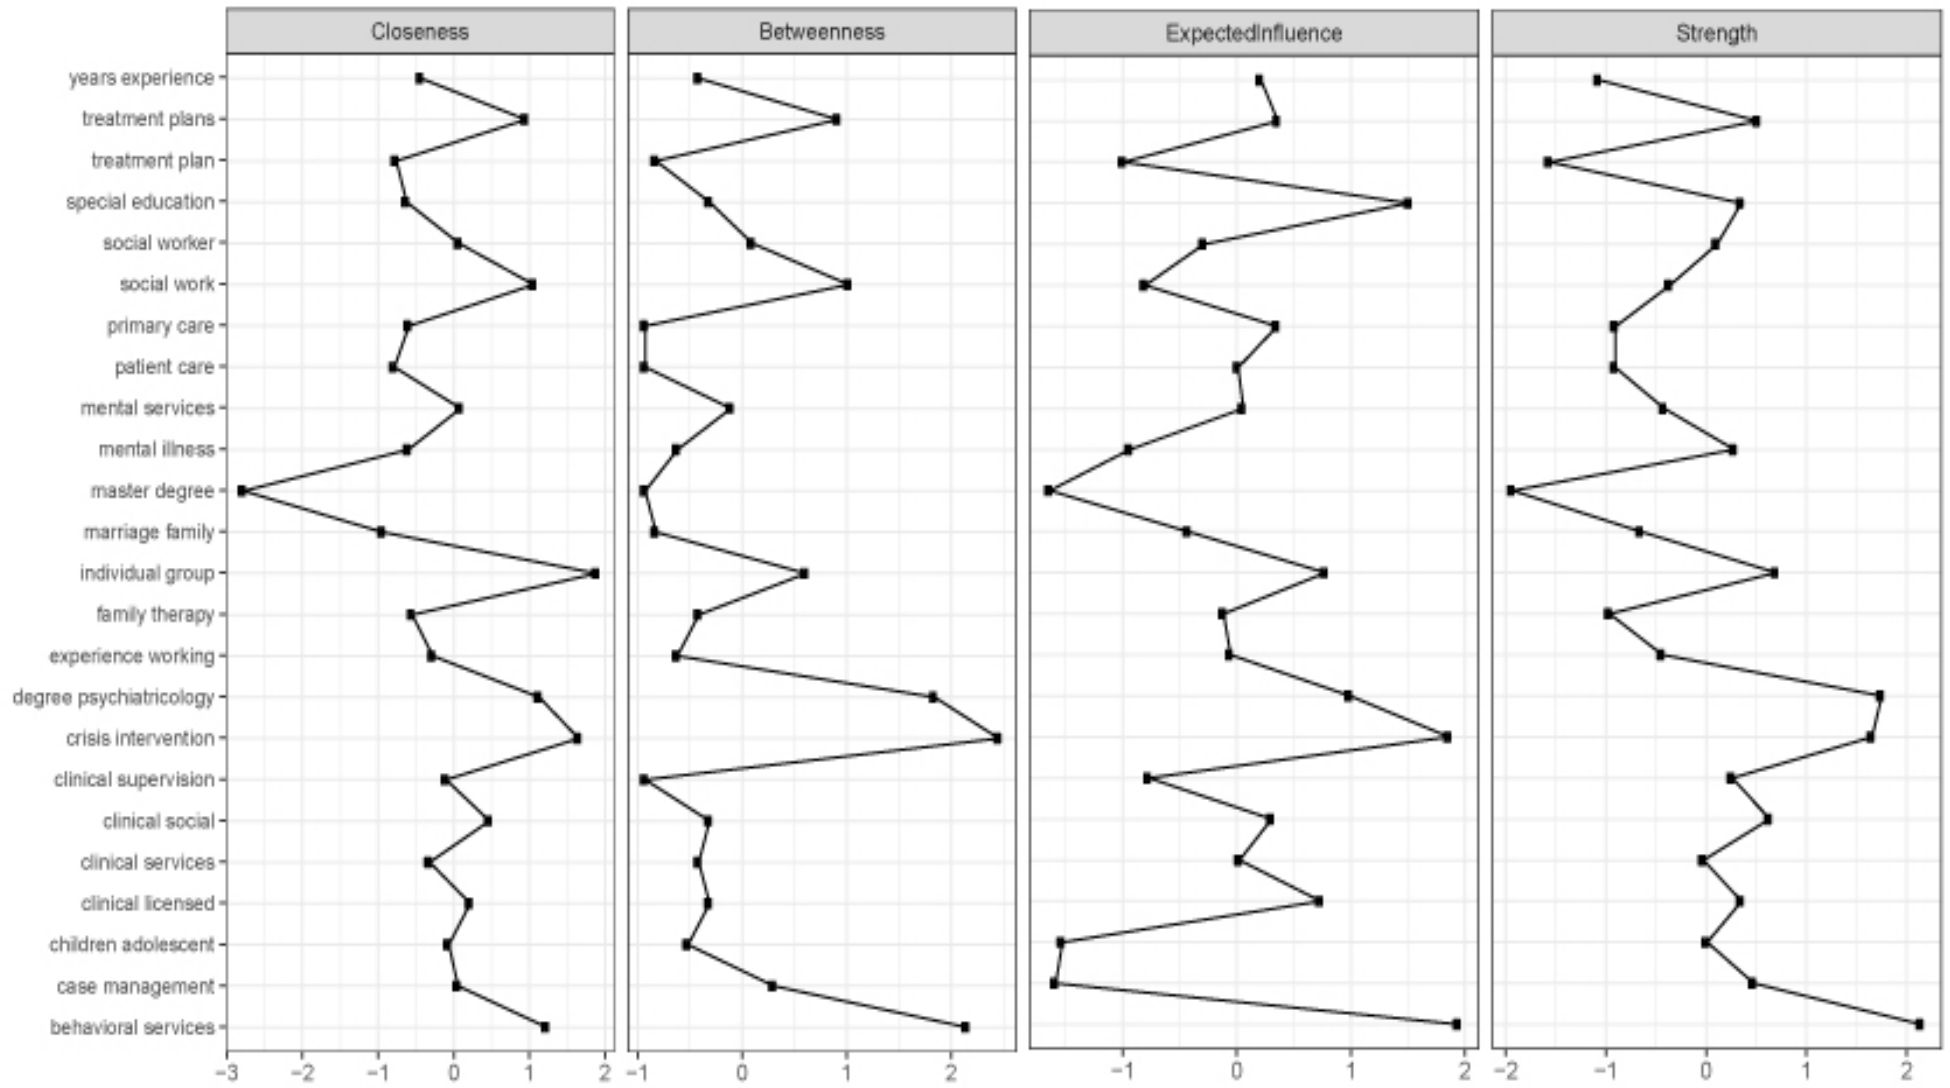 Closeness Betweenness ExpectedInfluence Strength
years experience
treatment plans
treatment plan
special education
social worker
social work
primary care
patient care
mental services
mental illness
master degree
marriage family
individual group
family therapy
experience working
degree psychiatricology
crisis intervention
clinical supervision
clinical social
clinical services
clinical licensed
children adolescent
case management
behavioral services
−3 −2 −1 0 1 2 −1 0 1 2 −1 0 1 2 −2 −1 0 1 2